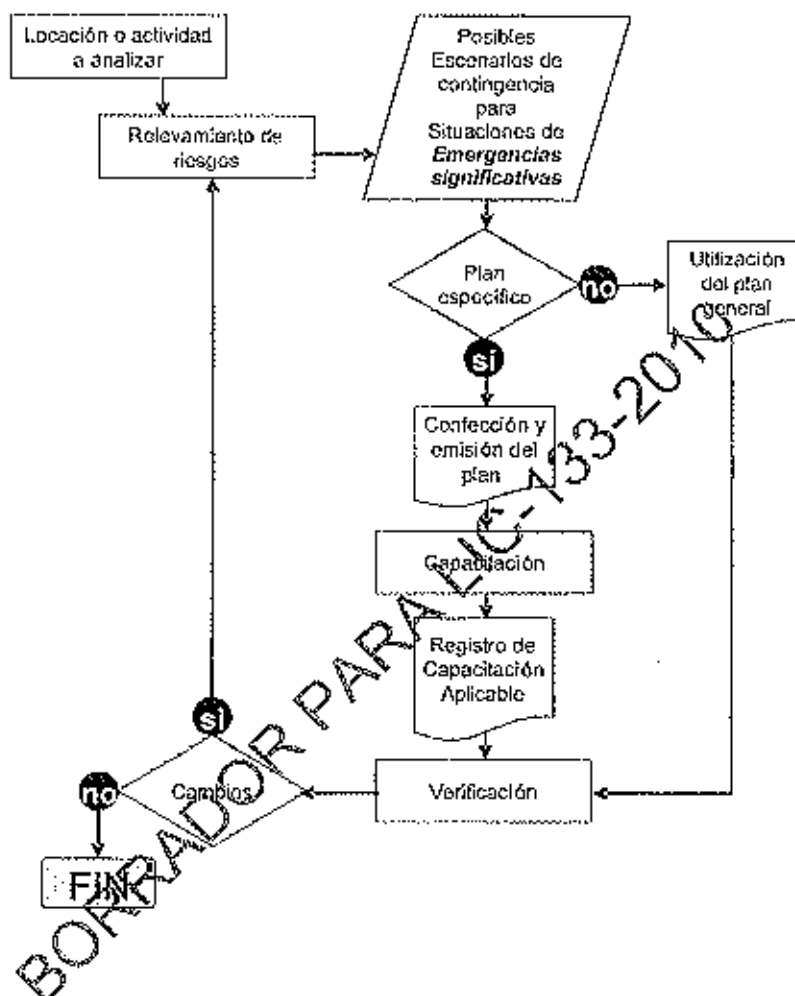 Locación o actividad
a analizar
Relevamiento de
riesgos
Posibles
Escenarios de
contingencia
para
Situaciones de
Emergencias
significativas
Plan
específico
no
Utilización
del plan
general
si
Confección y
emisión del
plan
Capacitación
Registro de
Capacitación
Aplicable
Verificación
si
Cambios
no
FIN
BORRADOR PARA LIC-133-2010